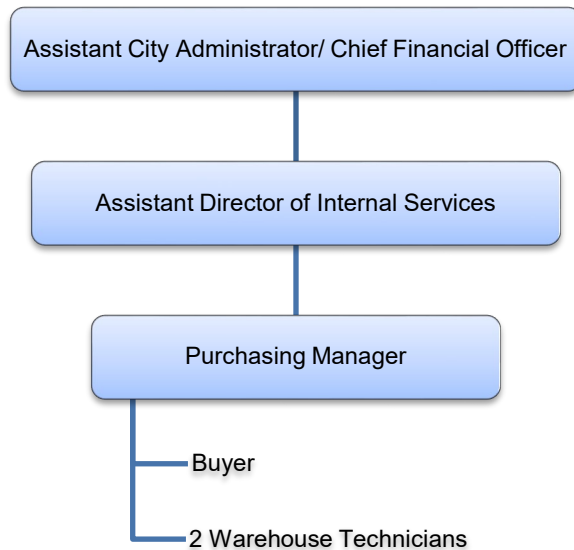 Assistant City Administrator/ Chief Financial Officer
Assistant Director of Internal Services
Purchasing Manager
Buyer
2 Warehouse Technicians